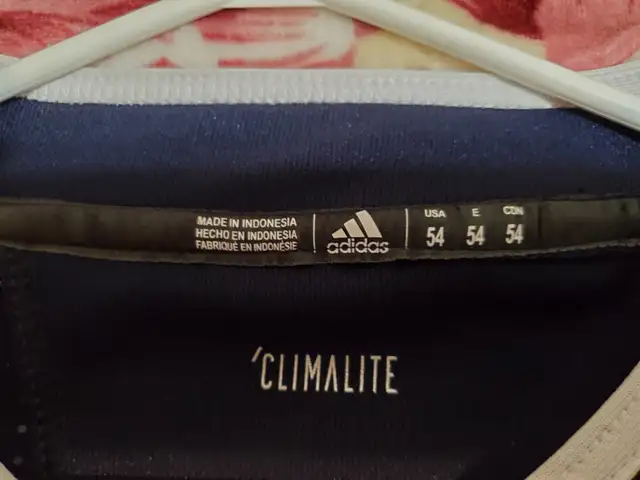 MADE IN INDONESIA
HECHO EN INDONESIA
FABRIQUÉ EN INDONÉSIE
adidas
USA E CDN
54 54 54
'CLIMALITE